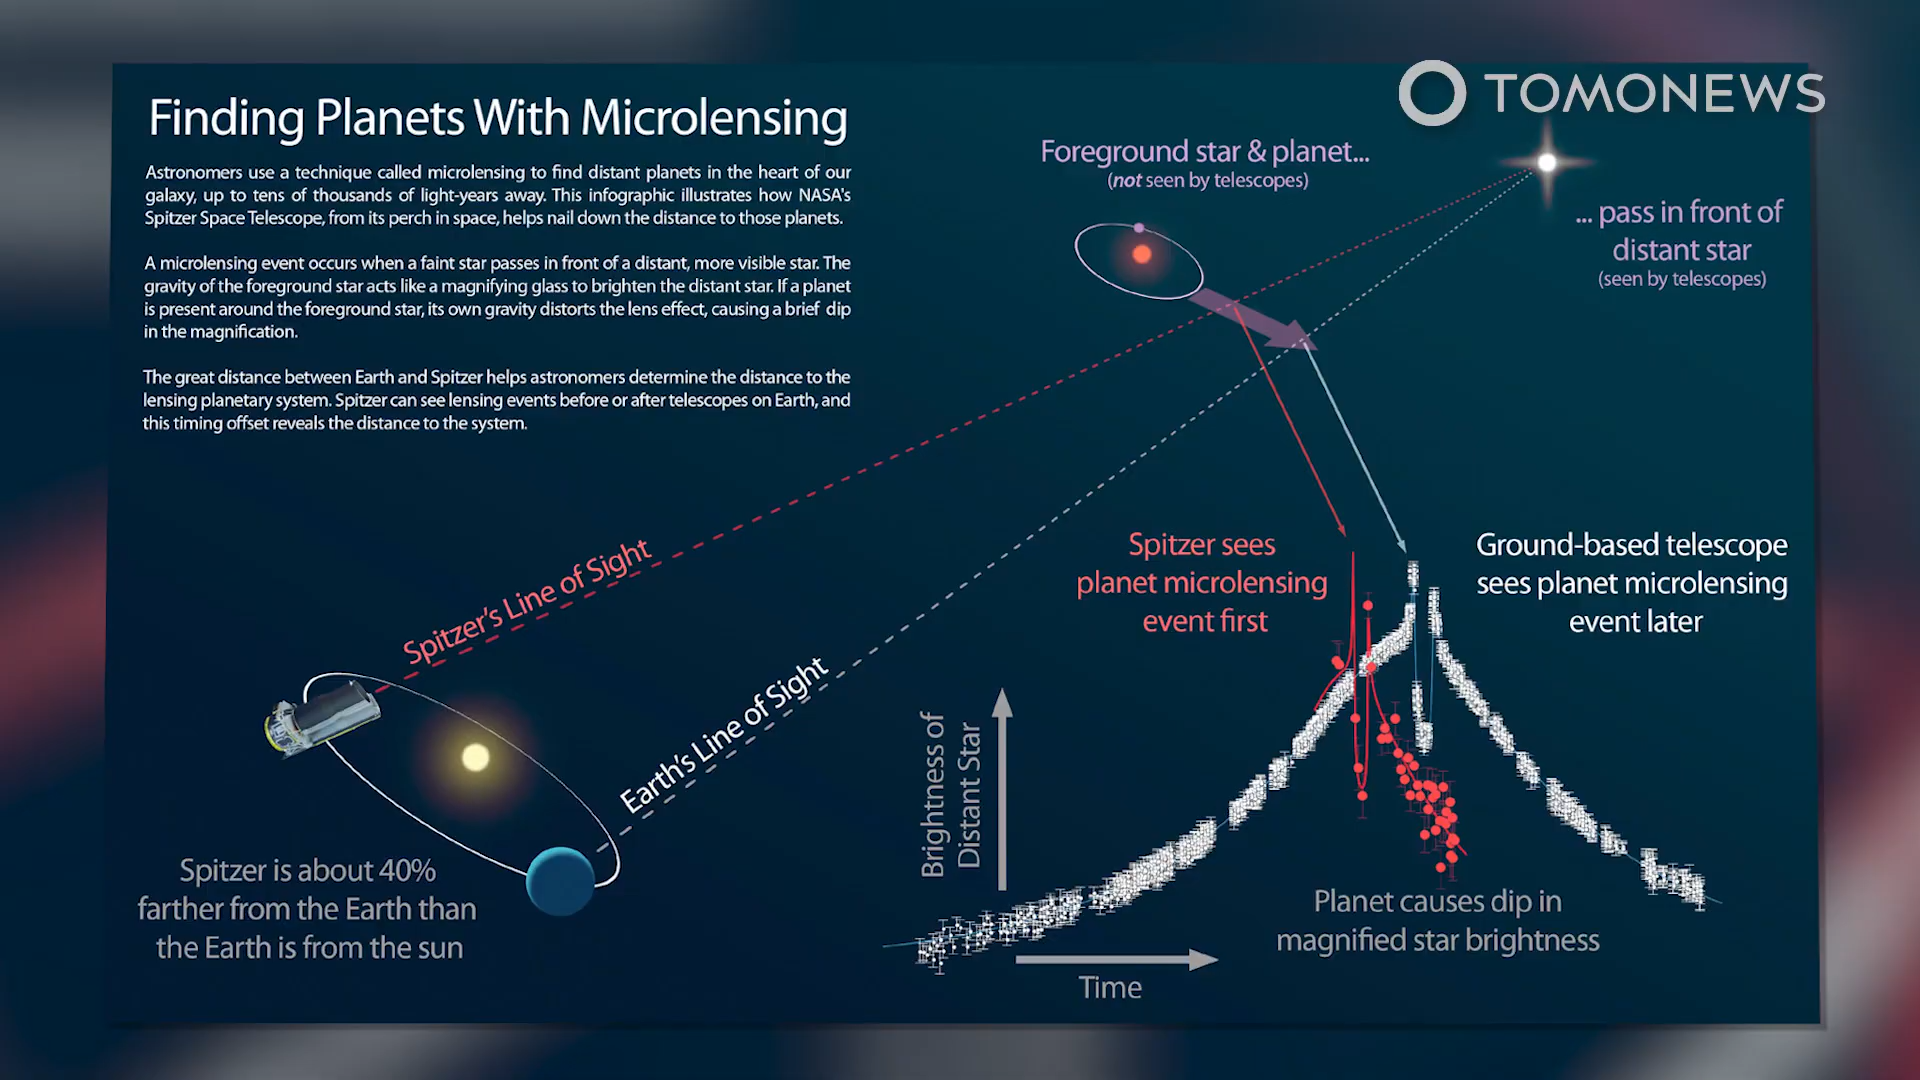 TOMONEWS
Finding Planets With Microlensing
Astronomers use a technique called microlensing to find distant planets in the heart of our
galaxy, up to tens of thousands of light-years away. This infographic illustrates how NASA's
Spitzer Space Telescope, from its perch in space, helps nail down the distance to those planets.
A microlensing event occurs when a faint star passes in front of a distant, more visible star. The
gravity of the foreground star acts like a magnifying glass to brighten the distant star. If a planet
is present around the foreground star, its own gravity distorts the lens effect, causing a brief dip
in the magnification.
The great distance between Earth and Spitzer helps astronomers determine the distance to the
lensing planetary system. Spitzer can see lensing events before or after telescopes on Earth, and
this timing offset reveals the distance to the system.
Foreground star & planet...
(not seen by telescopes)
... pass in front of
distant star
(seen by telescopes)
Spitzer's Line of Sight
Earth's Line of Sight
Spitzer sees
planet microlensing
event first
Ground-based telescope
sees planet microlensing
event later
Brightness of
Distant Star
Spitzer is about 40%
farther from the Earth than
the Earth is from the sun
Planet causes dip in
magnified star brightness
Time